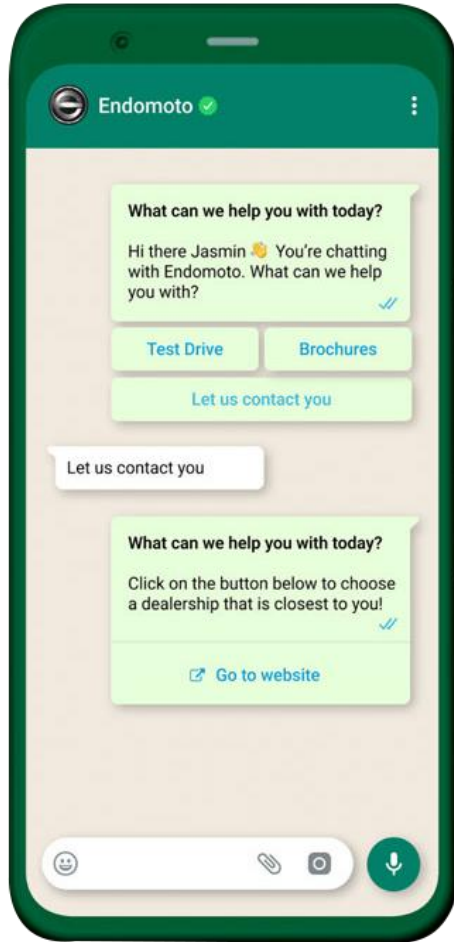 Endomoto
What can we help you with today?
Hi there Jasmin 👋 You're chatting
with Endomoto. What can we help
you with?
Test Drive
Brochures
Let us contact you
Let us contact you
What can we help you with today?
Click on the button below to choose
a dealership that is closest to you!
Go to website